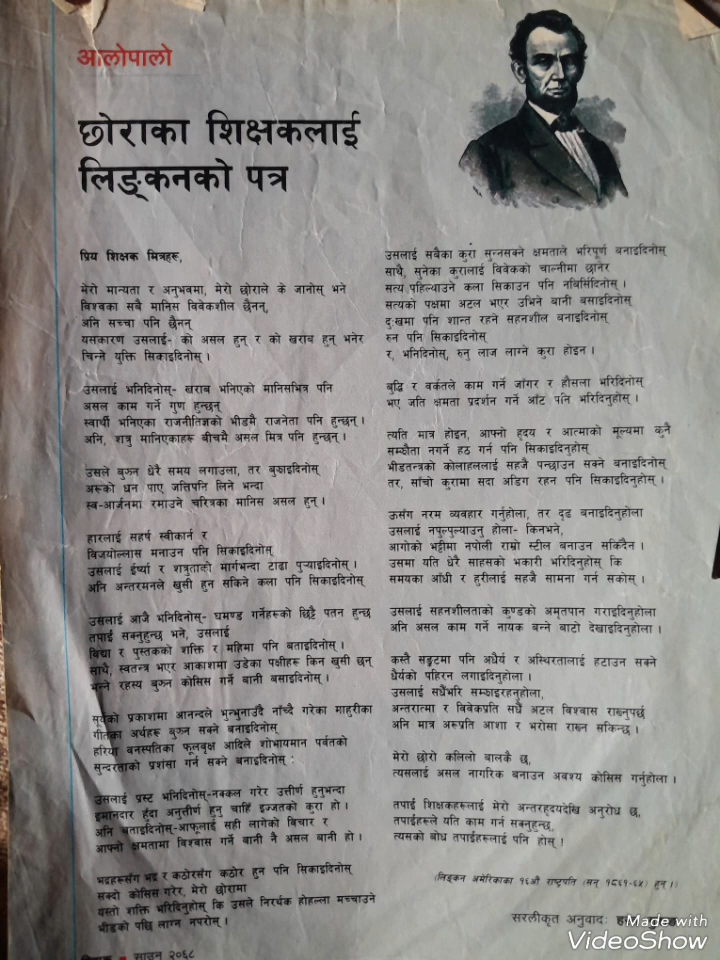 आलोपालो
छोराका शिक्षकलाई
लिङ्कनको पत्र
प्रिय शिक्षक मित्रहरू,
मेरो मान्यता र अनुभवमा, मेरो छोराले के जानोस् भने
विश्वका सबै मानिस विवेकशील छैनन्,
अनि सच्चा पनि छैनन्
यसकारण उसलाई- को असल हुन् र को खराब हुन् भनेर
चिन्ने युक्ति सिकाइदिनोस् ।
उसलाई भनिदिनोस्- खराब भनिएको मानिसभित्र पनि
असल काम गर्ने गुण हुन्छन्
स्वार्थी भनिएका राजनीतिज्ञको भीडमै राजनेता पनि हुन्छन् ।
अनि, शत्रु मानिएकाहरू बीचमै असल मित्र पनि हुन्छन् ।
उसले बुझ्न धेरै समय लगाउला, तर बुझाइदिनोस्
अरूको धन पाए जत्तिपति लिने भन्दा
स्व-आर्जनमा रमाउने चरित्रका मानिस असल हुन् ।
हारलाई सहर्ष स्वीकार्न र
विजयोल्लास मनाउन पनि सिकाइदिनोस्
उसलाई ईर्ष्या र शत्रुताको मार्गभन्दा टाढा पुऱ्याइदिनोस्
अनि अन्तरमनले खुसी हुन सकिने कला पनि सिकाइदिनोस्
उसलाई आजै भनिदिनोस्- घमण्ड गर्नेहरूको छिट्टै पतन हुन्छ
तपाईं सक्नुहुन्छ भने, उसलाई
विद्या र पुस्तकको शक्ति र महिमा पनि बताइदिनोस् ।
साथै, स्वतन्त्र भएर आकाशमा उडेका पक्षीहरू किन खुसी छन्
भन्ने रहस्य बुझ्न कोसिस गर्ने बानी बसाइदिनोस् ।
सूर्यको प्रकाशमा आनन्दले भुनभुनाउँदै नाच्दै गरेका माहुरीका
गीतका अर्थहरू बुझ्न सक्ने बनाइदिनोस्
हरिया वनस्पतिका फूलबृक्ष आदिले शोभायमान पर्वतको
सुन्दरताको प्रशंसा गर्न सक्ने बनाइदिनोस् :
उसलाई प्रस्ट भनिदिनोस्-नक्कल गरेर उत्तीर्ण हुनुभन्दा
इमानदार हुँदा अनुत्तीर्ण हुनु चाहिँ इज्जतको कुरा हो ।
अनि बताइदिनोस्-आफूलाई सही लागेको विचार र
आफ्नो क्षमतामा विश्वास गर्ने बानी नै असल बानी हो ।
भद्रहरूसँग भद्र र कठोरसँग कठोर हुन पनि सिकाइदिनोस्
सक्दो कोसिस गरेर, मेरो छोरामा
यस्तो शक्ति भरिदिनुहोस् कि उसले निरर्थक होहल्ला मच्चाउने
भीडको पछि लाग्न नपरोस् ।
साउन २०६८
उसलाई सबैका कुरा सुन्नसक्ने क्षमताले भरिपूर्ण बनाइदिनोस्
साथै, सुनेका कुरालाई विवेकको चाल्नीमा छानेर
सत्य पहिल्याउने कला सिकाउन पनि नबिर्सिदिनोस् ।
सत्यको पक्षमा अटल भएर उभिने बानी बसाइदिनोस्
दुःखमा पनि शान्त रहने सहनशील बनाइदिनोस्
रुन पनि सिकाइदिनोस्
र, भनिदिनोस्, रुनु लाज लाग्ने कुरा होइन ।
बुद्धि र वर्कतले काम गर्ने जाँगर र हौसला भरिदिनोस्
भए जति क्षमता प्रदर्शन गर्ने आँट पनि भरिदिनुहोस् ।
त्यति मात्र होइन, आफ्नो हृदय र आत्माको मूल्यमा कुनै
सम्झौता नगर्ने हठ गर्न पनि सिकाइदिनुहोस्
भीडतन्त्रको कोलाहललाई सहजै पन्छाउन सक्ने बनाइदिनोस्
तर, साँचो कुरामा सदा अडिग रहन पनि सिकाइदिनोस् ।
ऊसँग नरम व्यवहार गर्नुहोला, तर दृढ बनाइदिनुहोला
उसलाई नपुल्पुल्याउनु होला- किनभने,
आगोको भट्टीमा नपोली राम्रो स्टील बनाउन सकिँदैन ।
उसमा यति धेरै साहसको भकारी भरिदिनुहोस् कि
समयका आँधी र हुरीलाई सहजै सामना गर्न सकोस् ।
उसलाई सहनशीलताको कुण्डको अमृतपान गराइदिनुहोला
अनि असल काम गर्ने नायक बन्ने बाटो देखाइदिनुहोला ।
कस्तै सङ्कटमा पनि अधैर्य र अस्थिरतालाई हटाउन सक्ने
धैर्यको पहिरन लगाइदिनुहोला ।
उसलाई सधैंभरि सम्झाइरहनुहोला,
अन्तरात्मा र विवेकप्रति सधैं अटल विश्वास राख्नुपर्छ
अनि मात्र अरूप्रति आशा र भरोसा राख्न सकिन्छ ।
मेरो छोरो कलिलो बालकै छ,
त्यसलाई असल नागरिक बनाउन अवश्य कोसिस गर्नुहोला ।
तपाईं शिक्षकहरूलाई मेरो अन्तरहृदयदेखि अनुरोध छ,
तपाईंहरूले यति काम गर्न सक्नुहुन्छ,
त्यसको बोध तपाईंहरूलाई पनि होस् ।
(लिङ्कन अमेरिकाका १६औं राष्ट्रपति (सन् १८६१-६५) हुन् ।)
सरलीकृत अनुवादः
Made with
VideoShow